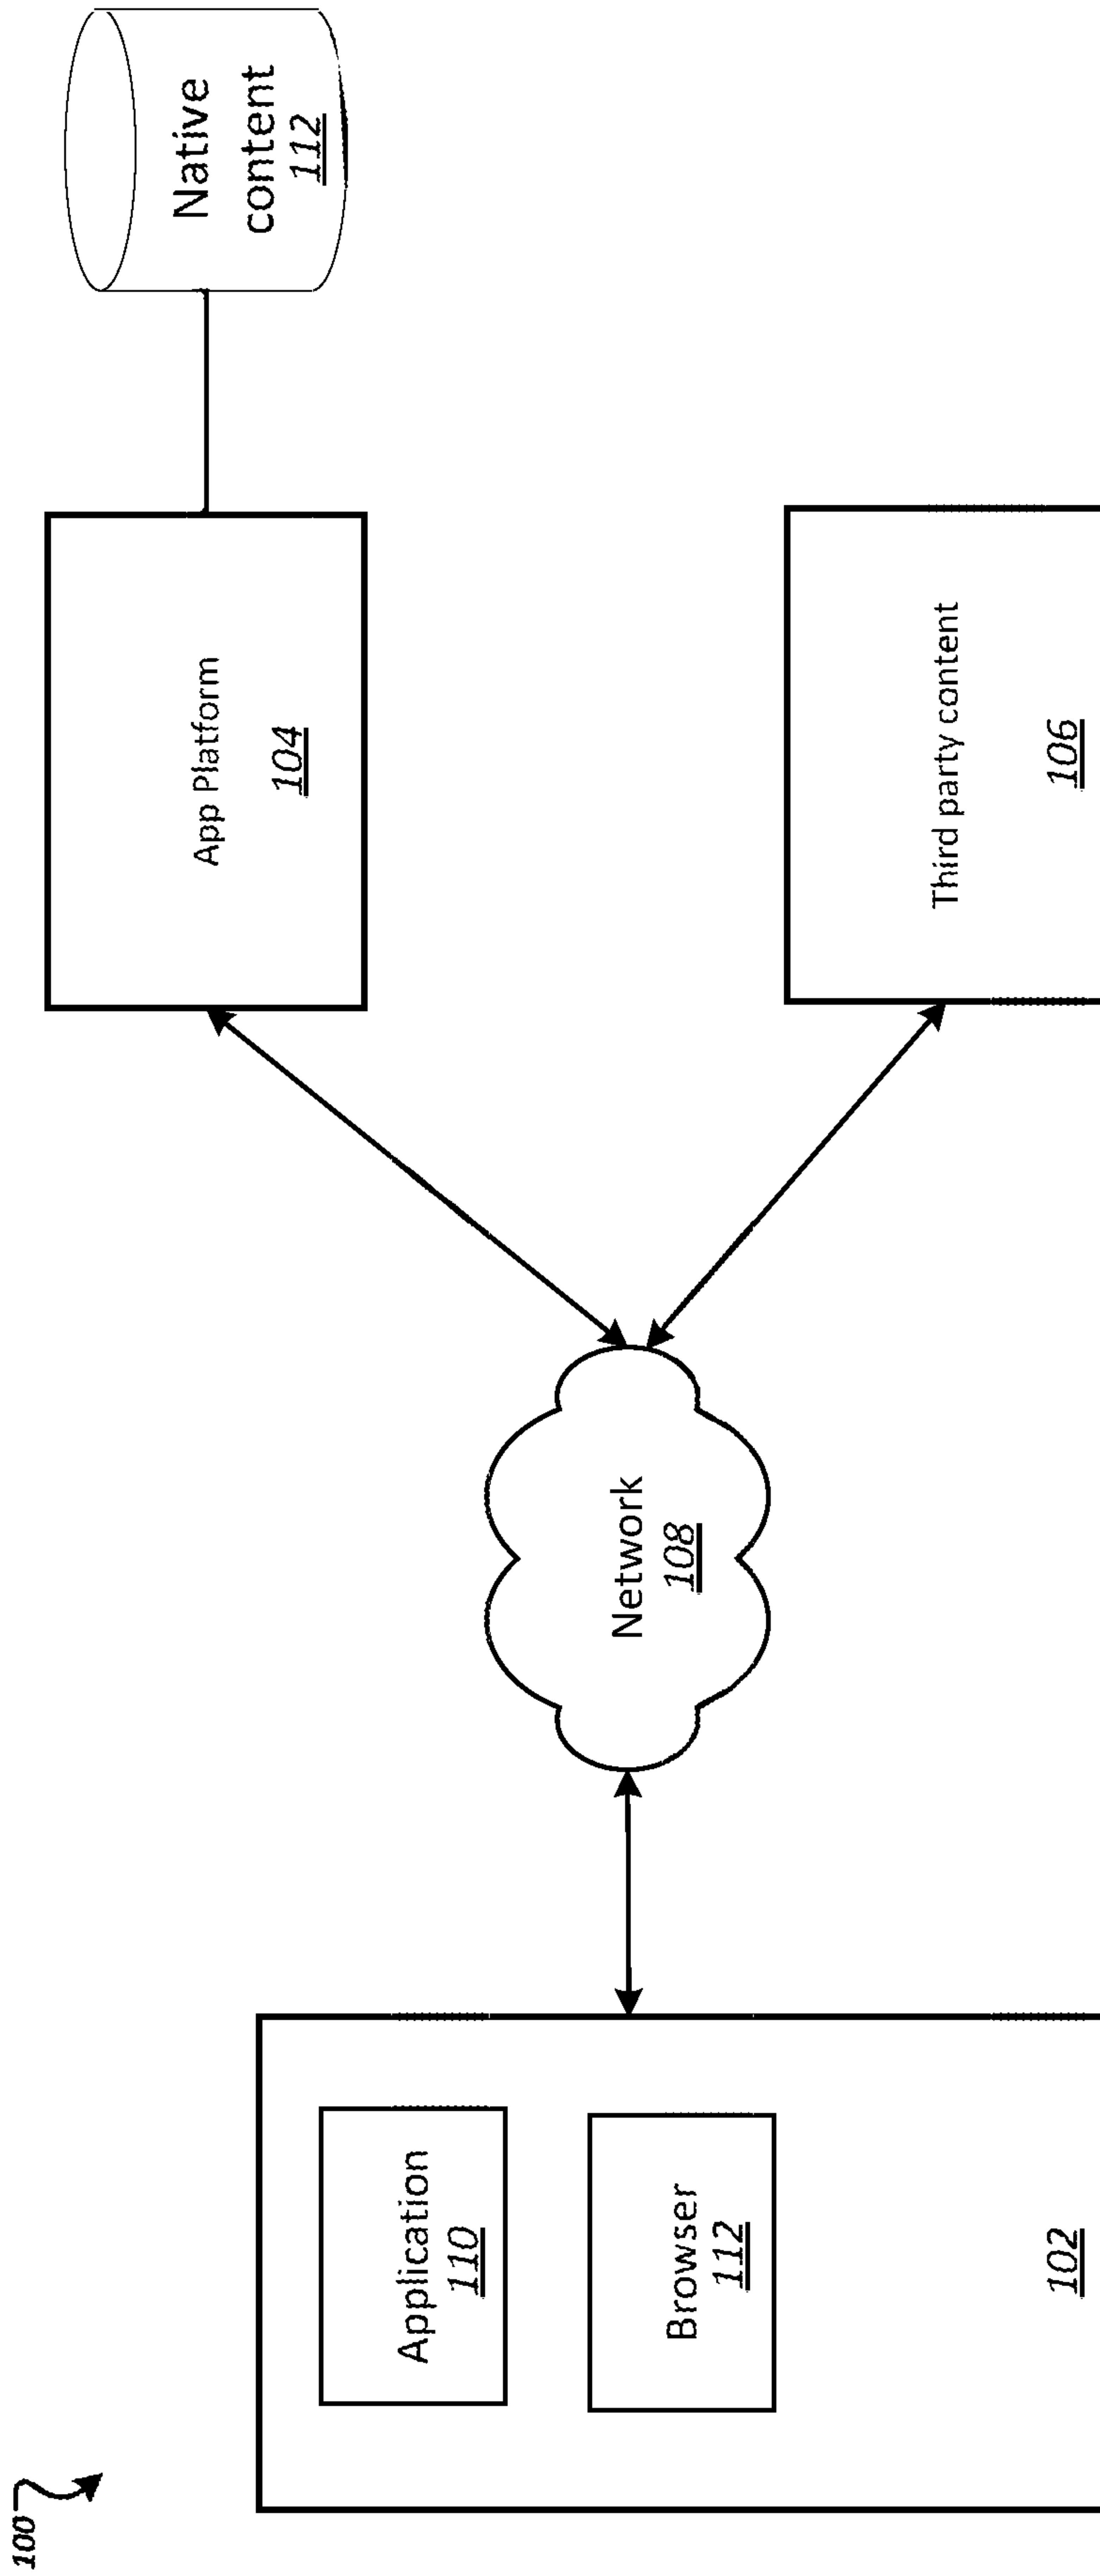 100
Application
110
Browser
112
102
Network
108
App Platform
104
Third party content
106
Native
content
112